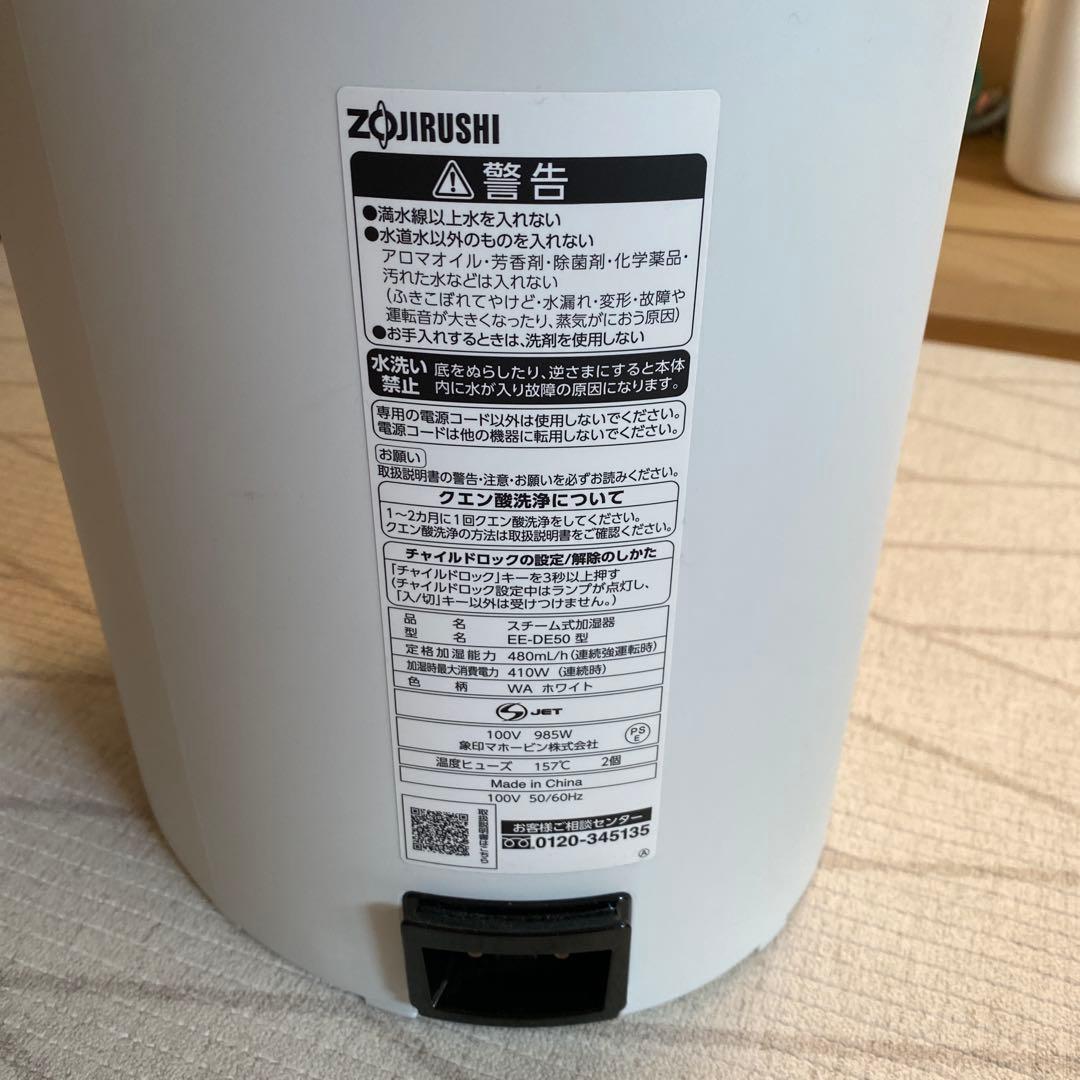 ZOJIRUSHI
警告
●満水線以上水を入れない
●水道水以外のものを入れない
アロマオイル・芳香剤・除菌剤・化学薬品・
汚れた水などは入れない
(ふきこぼれてやけど・水漏れ・変形・故障や
運転音が大きくなったり、蒸気がにおう原因)
●お手入れするときは、洗剤を使用しない
水洗い禁止
底をぬらしたり、逆さまにすると本体
内に水が入り故障の原因になります。
専用の電源コード以外は使用しないでください。
電源コードは他の機器に転用しないでください。
お願い
取扱説明書の警告・注意・お願いを必ずお読みください。
クエン酸洗浄について
1〜2カ月に1回クエン酸洗浄をしてください。
クエン酸洗浄の方法は取扱説明書をご確認ください。
チャイルドロックの設定/解除のしかた
「チャイルドロック」キーを3秒以上押す
(チャイルドロック設定中はランプが点灯し、
「入/切」キー以外は受けつけません。)
品名 スチーム式加湿器
型名 EE-DE50 型
定格加湿能力 480mL/h(連続強運転時)
加湿時最大消費電力 410W (連続時)
色柄 WA ホワイト
S JET
100V 985W
象印マホービン株式会社
PS
E
温度ヒューズ 157℃ 2個
Made in China
100V 50/60Hz
取扱説明書はこちら
お客様ご相談センター
0120-345135
A